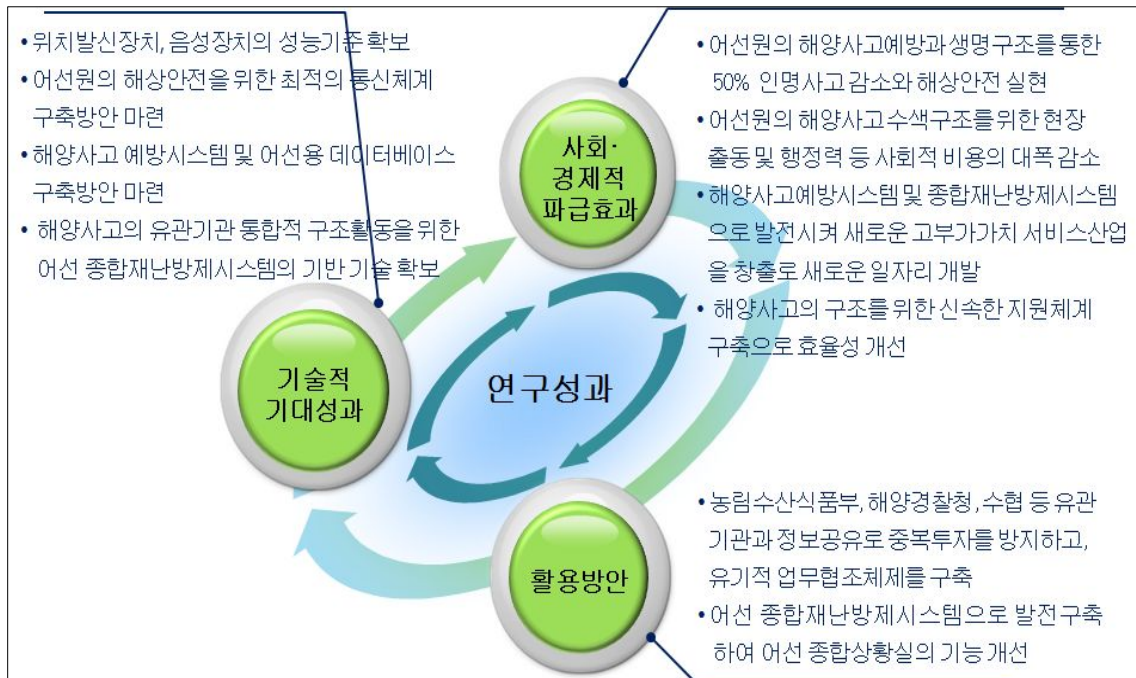 • 위치발신장치, 음성장치의 성능기준 확보
• 어선원의 해상안전을 위한 최적의 통신체계
구축방안 마련
• 해양사고 예방시스템 및 어선용 데이터베이스
구축방안 마련
• 해양사고의 유관기관 통합적 구조활동을 위한
어선 종합재난방제시스템의 기반 기술 확보
기술적
기대성과
사회·
경제적
파급효과
• 어선원의 해양사고예방과 생명구조를 통한
50% 인명사고 감소와 해상안전 실현
• 어선원의 해양사고 수색구조를 위한 현장
출동 및 행정력 등 사회적 비용의 대폭 감소
• 해양사고예방시스템 및 종합재난방제시스템
으로 발전시켜 새로운 고부가가치 서비스산업
을 창출로 새로운 일자리 개발
• 해양사고의 구조를 위한 신속한 지원체계
구축으로 효율성 개선
연구성과
활용방안
• 농림수산식품부, 해양경찰청, 수협 등 유관
기관과 정보공유로 중복투자를 방지하고,
유기적 업무협조체제를 구축
• 어선 종합재난방제시스템으로 발전구축
하여 어선 종합상황실의 기능 개선